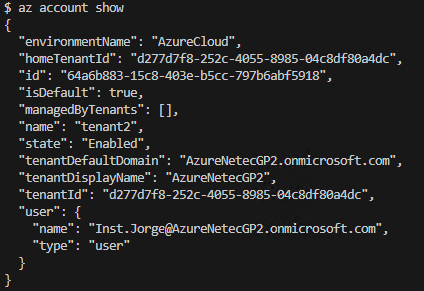 $ az account show
{
  "environmentName": "AzureCloud",
  "homeTenantId": "d277d7f8-252c-4055-8985-04c8df80a4dc",
  "id": "64a6b883-15c8-403e-b5cc-797b6abf5918",
  "isDefault": true,
  "managedByTenants": [],
  "name": "tenant2",
  "state": "Enabled",
  "tenantDefaultDomain": "AzureNetecGP2.onmicrosoft.com",
  "tenantDisplayName": "AzureNetecGP2",
  "tenantId": "d277d7f8-252c-4055-8985-04c8df80a4dc",
  "user": {
    "name": "Inst.Jorge@AzureNetecGP2.onmicrosoft.com",
    "type": "user"
  }
}